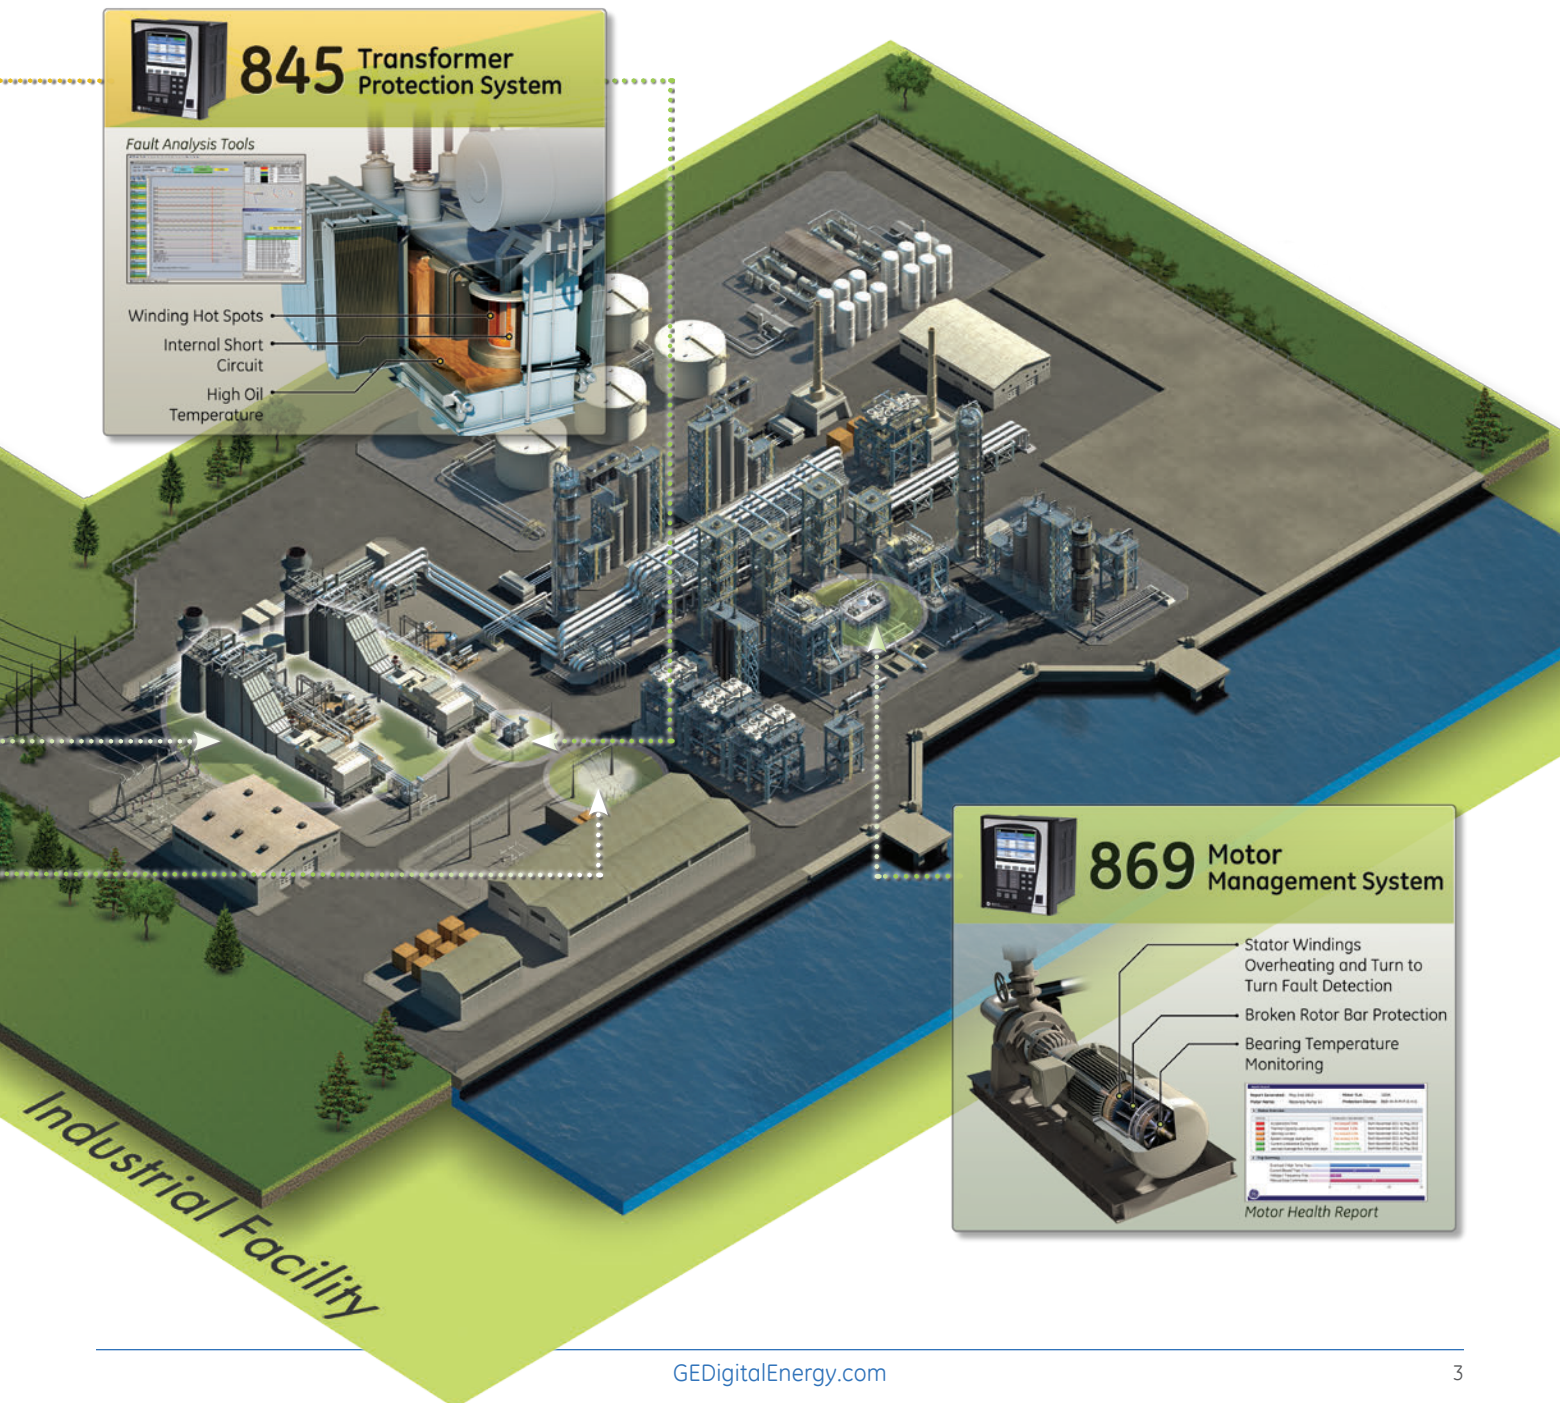 845 Transformer
Protection System
Fault Analysis Tools
Winding Hot Spots
Internal Short
Circuit
High Oil
Temperature
869 Motor
Management System
Stator Windings
Overheating and Turn to
Turn Fault Detection
Broken Rotor Bar Protection
Bearing Temperature
Monitoring
Motor Health Report
Industrial Facility
GEDigitalEnergy.com
3